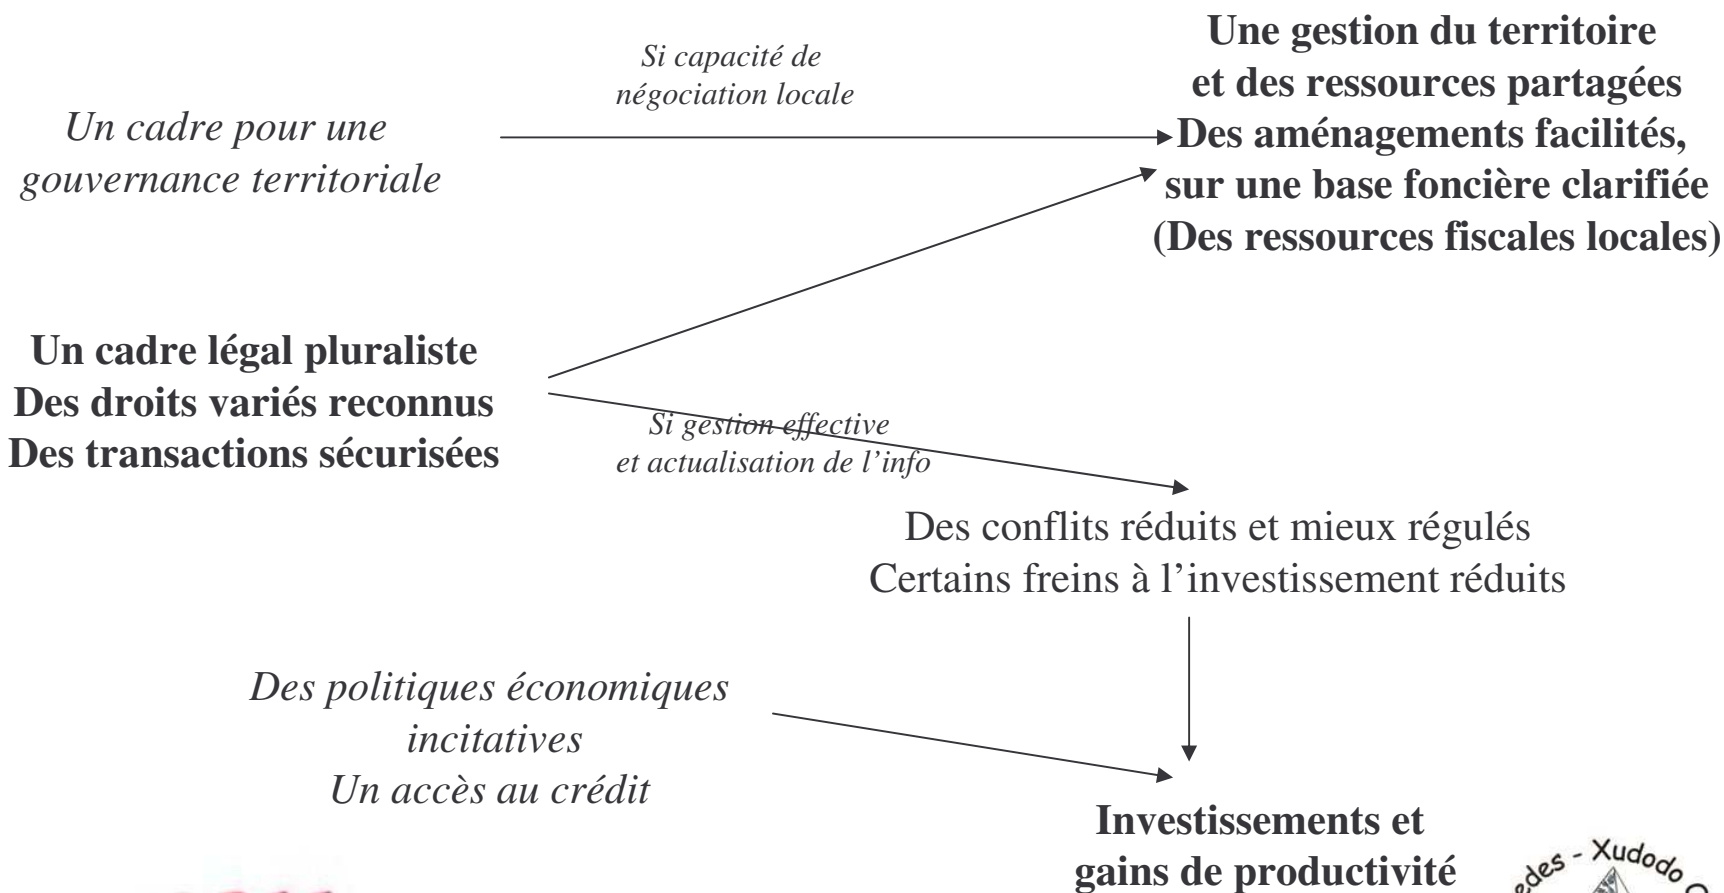 Un cadre pour une
gouvernance territoriale
Si capacité de
négociation locale
Une gestion du territoire
et des ressources partagées
Des aménagements facilités,
sur une base foncière clarifiée
(Des ressources fiscales locales)
Un cadre légal pluraliste
Des droits variés reconnus
Des transactions sécurisées
Si gestion effective
et actualisation de l’info
Des conflits réduits et mieux régulés
Certains freins à l’investissement réduits
Des politiques économiques
incitatives
Un accès au crédit
Investissements et
gains de productivité
- Xudodo